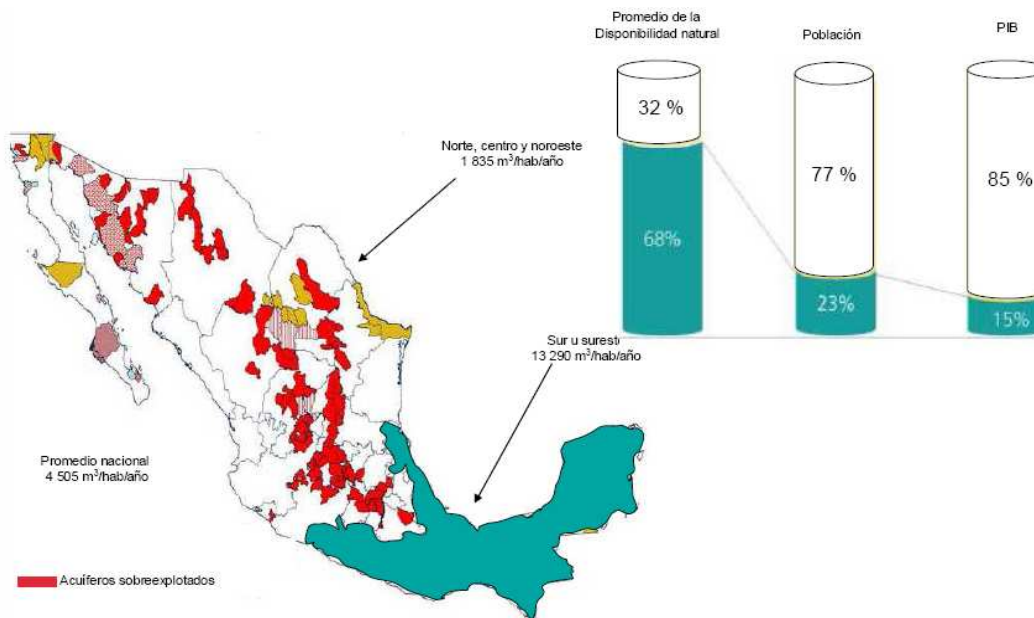 Promedio de la
Disponibilidad natural
Población
PIB
32 %
77 %
85 %
68%
23%
15%
Norte, centro y noroeste
1 835 m³/hab/año
Sur u surest
13 290 m³/hab/año
Promedio nacional
4 505 m³/hab/año
Acuíferos sobreexplotados